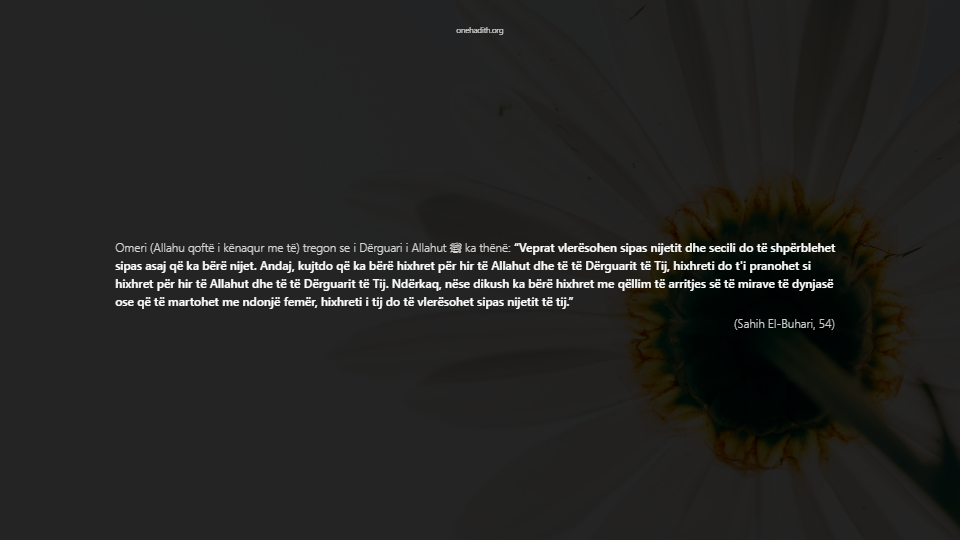 onehadith.org
Omeri (Allahu qoftë i kënaqur me të) tregon se i Dërguari i Allahut ﷺ ka thënë: “Veprat vlerësohen sipas nijetit dhe secili do të shpërblehet
sipas asaj që ka bërë nijet. Andaj, kujtdo që ka bërë hixhret për hir të Allahut dhe të të Dërguarit të Tij, hixhreti do t'i pranohet si
hixhret për hir të Allahut dhe të të Dërguarit të Tij. Ndërkaq, nëse dikush ka bërë hixhret me qëllim të arritjes së të mirave të dynjasë
ose që të martohet me ndonjë femër, hixhreti i tij do të vlerësohet sipas nijetit të tij.”
(Sahih El-Buhari, 54)